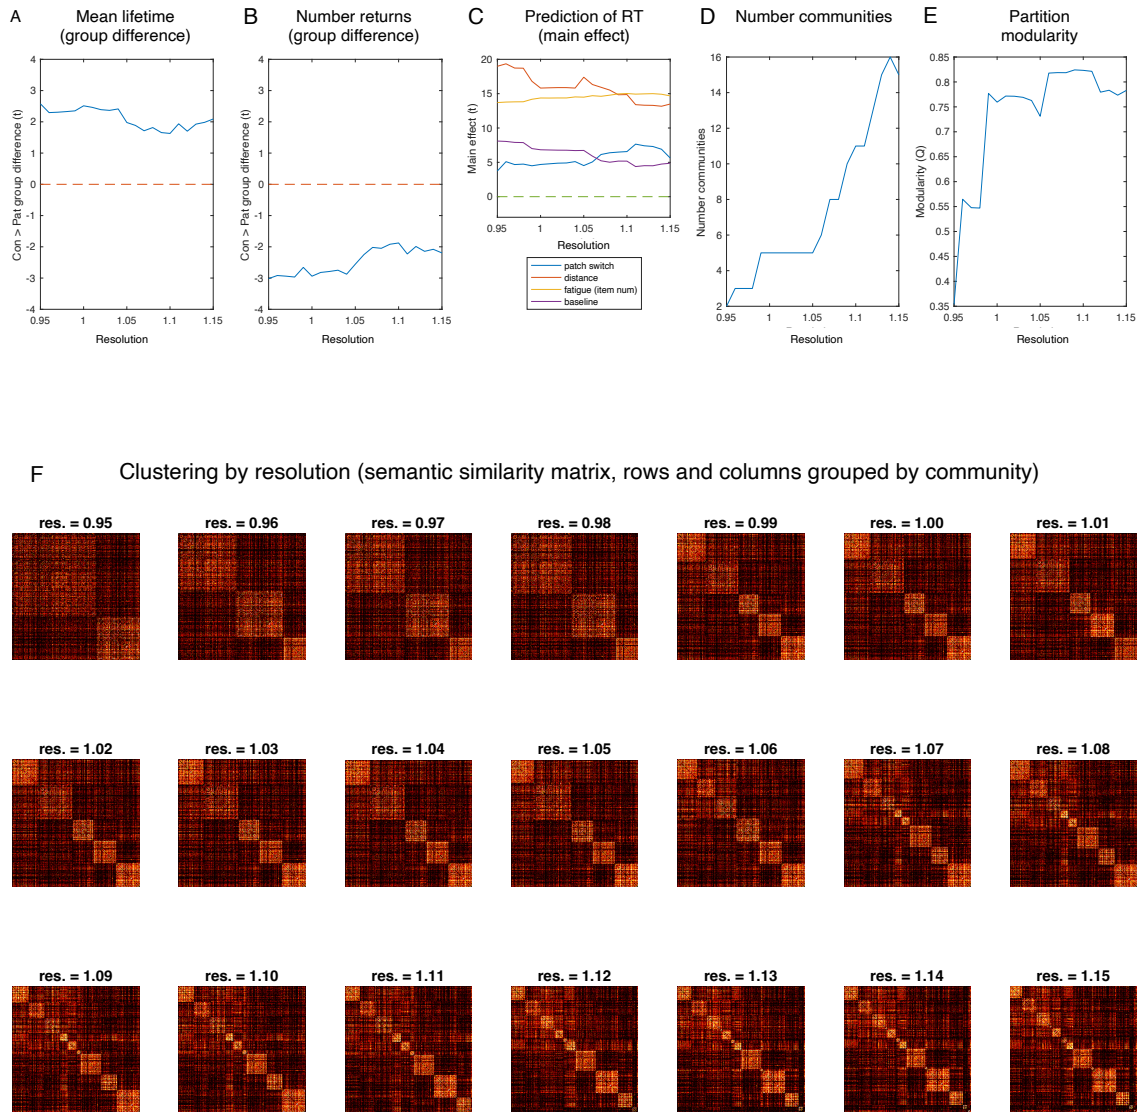 A
Mean lifetime
(group difference)
Con > Pat group difference (t)
4
3
2
1
0
-1
-2
-3
-4
0.95
1
1.05
1.1
1.15
Resolution
B
Number returns
(group difference)
Con > Pat group difference (t)
4
3
2
1
0
-1
-2
-3
-4
0.95
1
1.05
1.1
1.15
Resolution
C
Prediction of RT
(main effect)
Main effect (t)
20
15
10
5
0
0.95
1
1.05
1.1
1.15
Resolution
patch switch
distance
fatigue (item num)
baseline
D
Number communities
Number communities
16
14
12
10
8
6
4
2
0.95
1
1.05
1.1
1.15
Resolution
E
Partition
modularity
Modularity (Q)
0.85
0.8
0.75
0.7
0.65
0.6
0.55
0.5
0.45
0.4
0.35
0.95
1
1.05
1.1
1.15
Resolution
F
Clustering by resolution (semantic similarity matrix, rows and columns grouped by community)
res. = 0.95
res. = 0.96
res. = 0.97
res. = 0.98
res. = 0.99
res. = 1.00
res. = 1.01
res. = 1.02
res. = 1.03
res. = 1.04
res. = 1.05
res. = 1.06
res. = 1.07
res. = 1.08
res. = 1.09
res. = 1.10
res. = 1.11
res. = 1.12
res. = 1.13
res. = 1.14
res. = 1.15